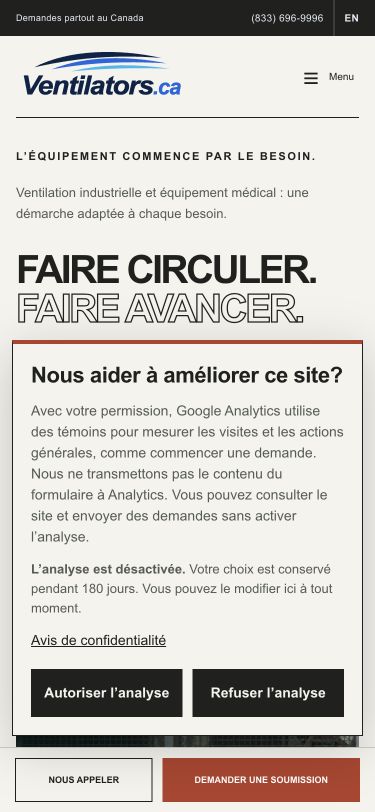 Demandes partout au Canada
(833) 696-9996
EN
Ventilators.ca
Menu
L'ÉQUIPEMENT COMMENCE PAR LE BESOIN.
Ventilation industrielle et équipement médical : une
démarche adaptée à chaque besoin.
FAIRE CIRCULER.
FAIRE AVANCER.
Nous aider à améliorer ce site?
Avec votre permission, Google Analytics utilise
des témoins pour mesurer les visites et les actions
générales, comme commencer une demande.
Nous ne transmettons pas le contenu du
formulaire à Analytics. Vous pouvez consulter le
site et envoyer des demandes sans activer
l’analyse.
L’analyse est désactivée. Votre choix est conservé
pendant 180 jours. Vous pouvez le modifier ici à tout
moment.
Avis de confidentialité
Autoriser l’analyse
Refuser l’analyse
NOUS APPELER
DEMANDER UNE SOUMISSION